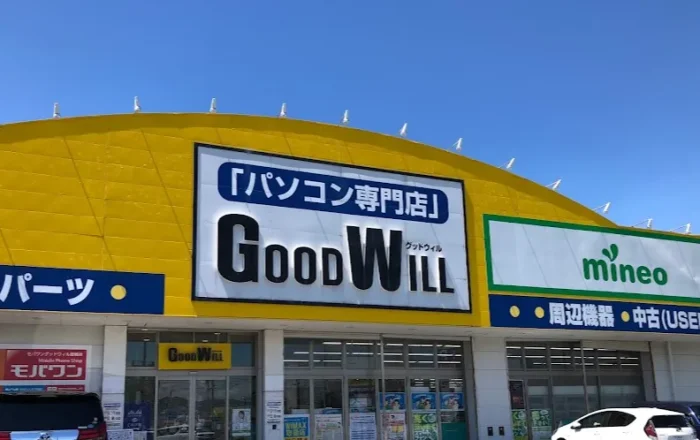 「パソコン専門店」
グッドウィル
GOODWILL
mineo
パーツ
周辺機器 中古(USE
GOODWILL
モバワン